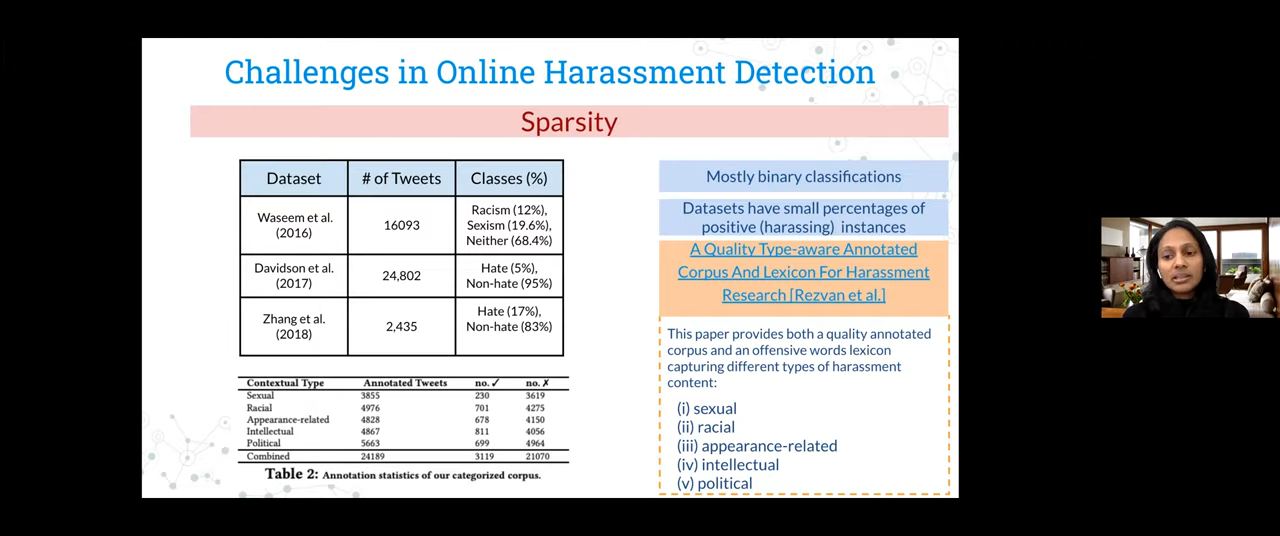 Challenges in Online Harassment Detection
Sparsity
Dataset # of Tweets Classes (%)
Waseem et al. (2016) 16093 Racism (12%), Sexism (19.6%), Neither (68.4%)
Davidson et al. (2017) 24,802 Hate (5%), Non-hate (95%)
Zhang et al. (2018) 2,435 Hate (17%), Non-hate (83%)
Contextual Type Annotated Tweets no. ✓ no. ✗
Sexual 3855 230 3619
Racial 4976 701 4275
Appearance-related 4828 678 4150
Intellectual 4867 811 4056
Political 5663 699 4964
Combined 24189 3119 21070
Table 2: Annotation statistics of our categorized corpus.
Mostly binary classifications
Datasets have small percentages of
positive (harassing) instances
A Quality Type-aware Annotated
Corpus And Lexicon For Harassment
Research [Rezvan et al.]
This paper provides both a quality annotated
corpus and an offensive words lexicon
capturing different types of harassment
content:
(i) sexual
(ii) racial
(iii) appearance-related
(iv) intellectual
(v) political